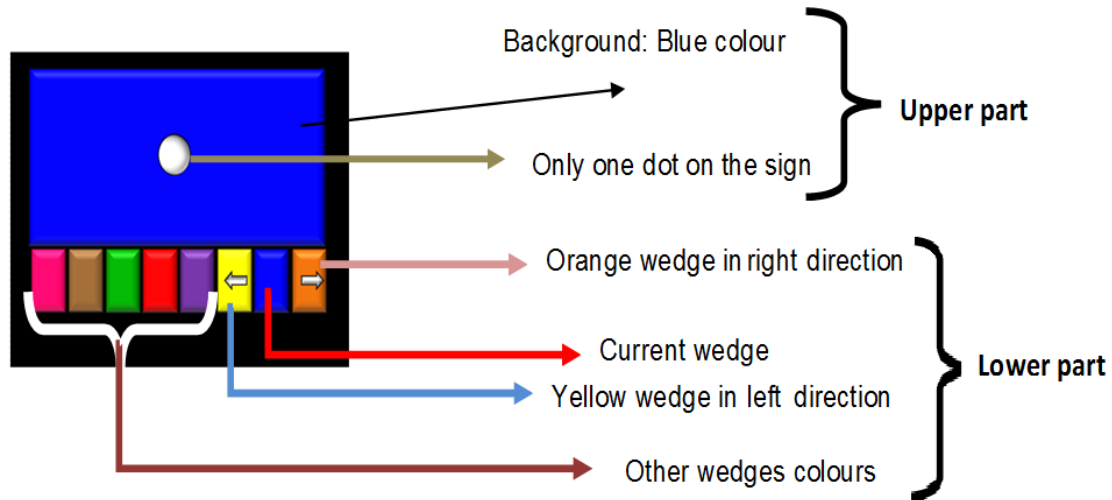 Background: Blue colour
Upper part
Only one dot on the sign
Orange wedge in right direction
Current wedge
Lower part
Yellow wedge in left direction
Other wedges colours